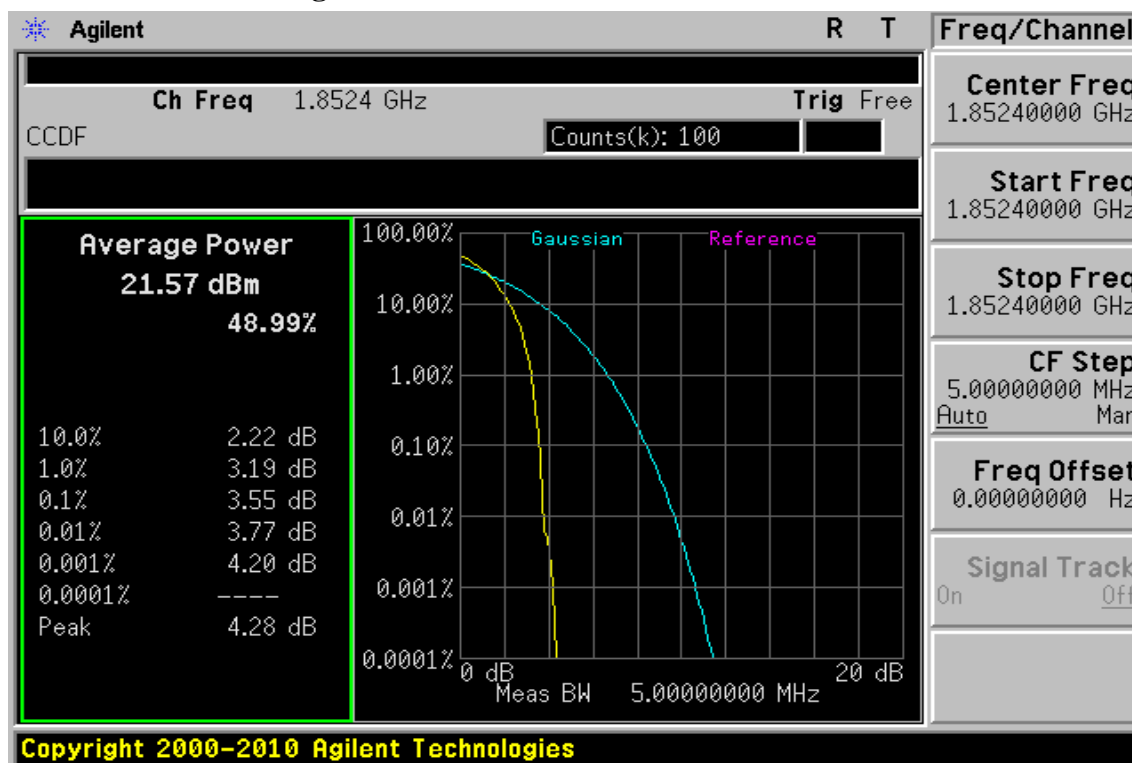 Agilent R T
Ch Freq 1.8524 GHz Trig Free
CCDF Counts(k): 100
Average Power
21.57 dBm
48.99%
10.0% 2.22 dB
1.0% 3.19 dB
0.1% 3.55 dB
0.01% 3.77 dB
0.001% 4.20 dB
0.0001% ----
Peak 4.28 dB
Gaussian Reference
100.00%
10.00%
1.00%
0.10%
0.01%
0.001%
0.0001%
0 dB 20 dB
Meas BW 5.00000000 MHz
Freq/Channel
Center Freq
1.85240000 GHz
Start Freq
1.85240000 GHz
Stop Freq
1.85240000 GHz
CF Step
5.00000000 MHz
Auto Man
Freq Offset
0.00000000 Hz
Signal Track
On Off
Copyright 2000-2010 Agilent Technologies